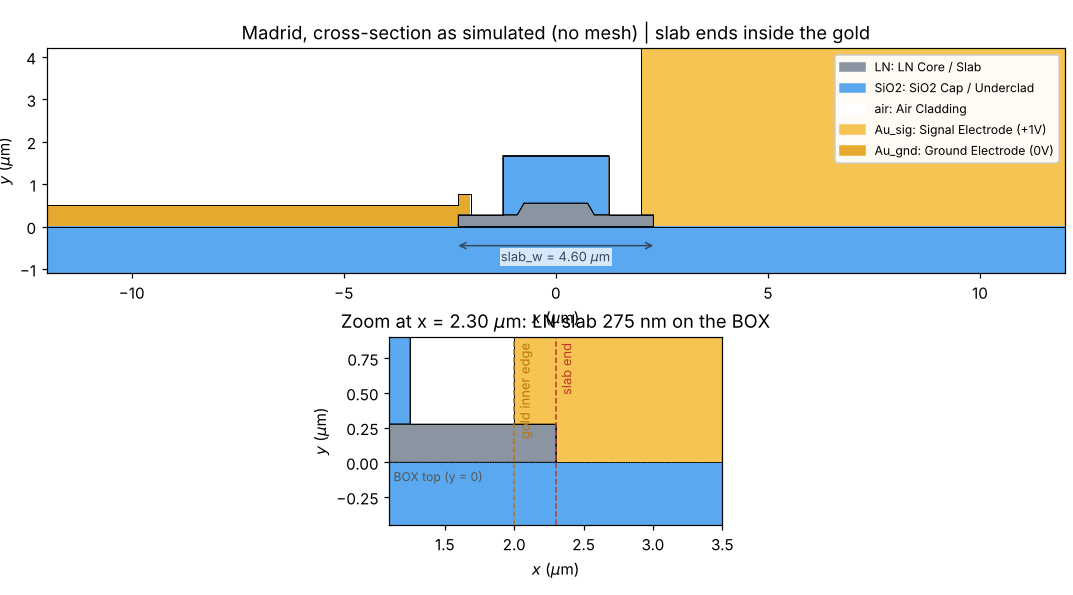 Madrid, cross-section as simulated (no mesh) | slab ends inside the gold
y (μm)
4
3
2
1
0
−1
LN: LN Core / Slab
SiO2: SiO2 Cap / Underclad
air: Air Cladding
Au_sig: Signal Electrode (+1V)
Au_gnd: Ground Electrode (0V)
slab_w = 4.60 μm
−10
−5
0
5
10
x (μm)
Zoom at x = 2.30 μm: LN slab 275 nm on the BOX
y (μm)
0.75
0.50
0.25
0.00
−0.25
gold inner edge
slab end
BOX top (y = 0)
1.5
2.0
2.5
3.0
3.5
x (μm)